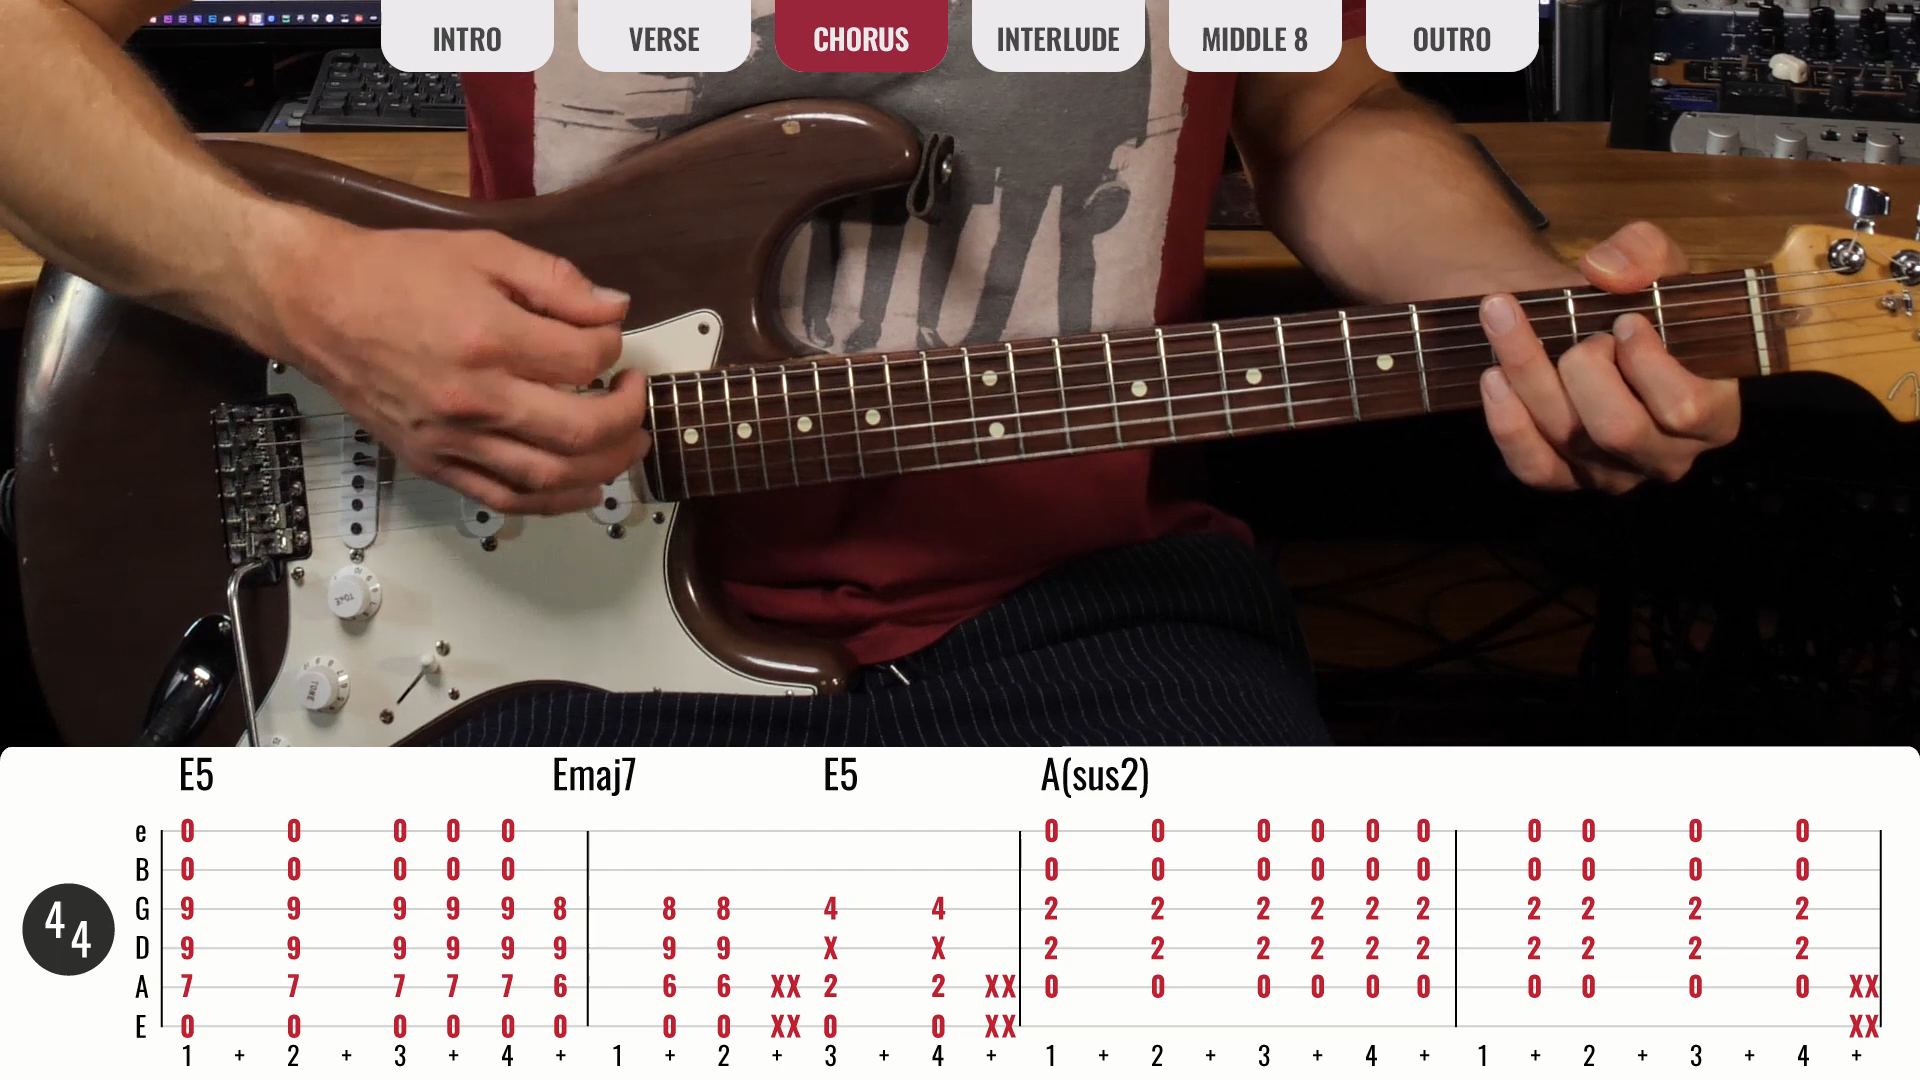 INTRO VERSE CHORUS INTERLUDE MIDDLE 8 OUTRO
TONE
TONE
E5 Emaj7 E5 A(sus2)
e 0 0 0 0 0 0 0 0 0 0 0 0 0 0 0
B 0 0 0 0 0 0 0 0 0 0 0 0 0 0 0
G 9 9 9 9 9 8 8 8 4 4 2 2 2 2 2 2 2 2 2 2
4 4
D 9 9 9 9 9 9 9 9 X X 2 2 2 2 2 2 2 2 2 2
A 7 7 7 7 7 6 6 6 XX 2 2 XX 0 0 0 0 0 0 0 0 0 0 XX
E 0 0 0 0 0 0 0 0 XX 0 0 XX XX
1 + 2 + 3 + 4 + 1 + 2 + 3 + 4 + 1 + 2 + 3 + 4 + 1 + 2 + 3 + 4 +